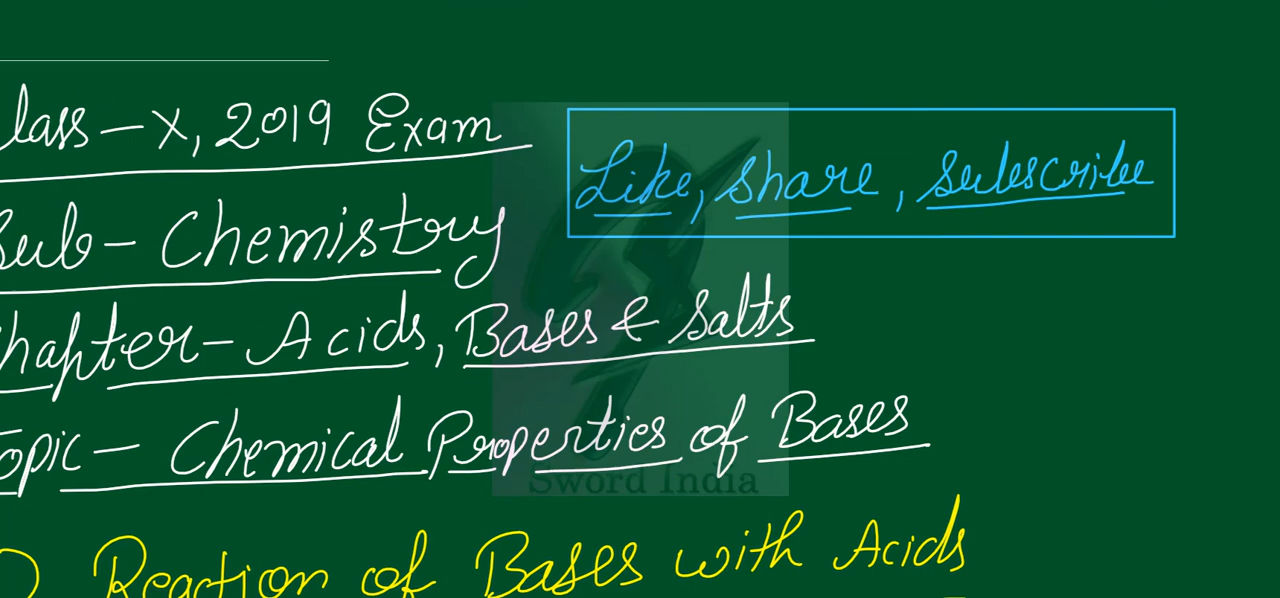 lass - X, 2019 Exam
Like, Share, Subscribe
Sub - Chemistry
hapter - Acids, Bases & Salts
opic - Chemical Properties of Bases
Sword India
) Reaction of Bases with Acids